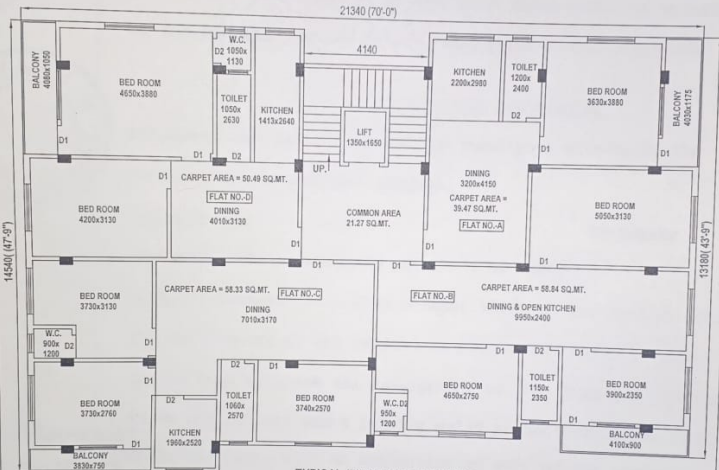 21340 (70'-0")
4140
14540( (47'-9")
13180( 43'-9")
BALCONY
4080x1050
BED ROOM
4650x3880
D1
D1
W.C.
1050x
1130
D2
TOILET
1050x
2630
D2
KITCHEN
1413x2640
LIFT
1350x1650
UP.
KITCHEN
2200x2980
TOILET
1200x
2400
D2
BED ROOM
3630x3880
D1
D1
BALCONY
4030x1175
CARPET AREA = 50.49 SQ.MT.
FLAT NO.-D
DINING
4010x3130
D1
BED ROOM
4200x3130
COMMON AREA
21.27 SQ.MT.
DINING
3200x4150
CARPET AREA =
39.47 SQ.MT.
FLAT NO.-A
D1
BED ROOM
5050x3130
D1
BED ROOM
3730x3130
D1
W.C.
900x
1200
D2
CARPET AREA = 58.33 SQ.MT.
FLAT NO.-C
DINING
7010x3170
D1
D1
FLAT NO.-B
CARPET AREA = 58.84 SQ.MT.
DINING & OPEN KITCHEN
9950x2400
BED ROOM
3730x2760
D1
D1
BALCONY
3830x750
D2
KITCHEN
1960x2520
D2
TOILET
1060x
2570
D1
BED ROOM
3740x2570
W.C.
950x
1200
D2
BED ROOM
4650x2750
D1
D2
TOILET
1150x
2350
D1
BED ROOM
3900x2350
D1
BALCONY
4100x900